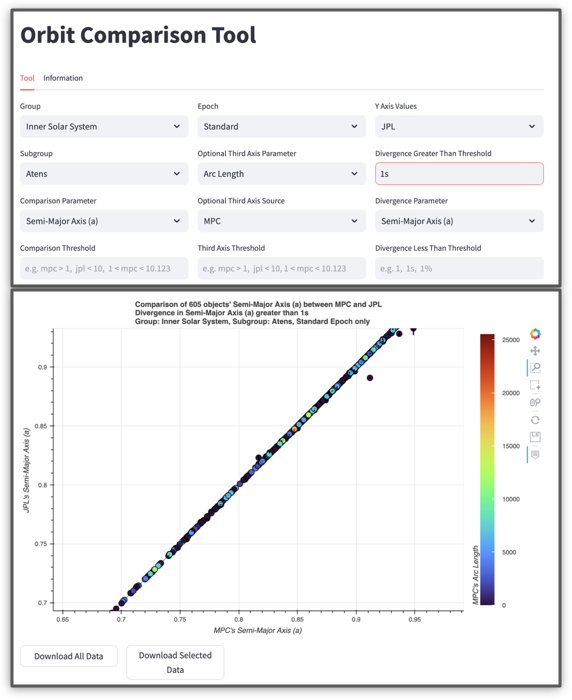 Orbit Comparison Tool
Tool Information
Group Epoch Y Axis Values
Inner Solar System Standard JPL
Subgroup Optional Third Axis Parameter Divergence Greater Than Threshold
Atens Arc Length 1s
Comparison Parameter Optional Third Axis Source Divergence Parameter
Semi-Major Axis (a) MPC Semi-Major Axis (a)
Comparison Threshold Third Axis Threshold Divergence Less Than Threshold
e.g. mpc > 1, jpl < 10, 1 < mpc < 10.123 e.g. mpc > 1, jpl < 10, 1 < mpc < 10.123 e.g. 1, 1s, 1%
Comparison of 605 objects' Semi-Major Axis (a) between MPC and JPL
Divergence in Semi-Major Axis (a) greater than 1s
Group: Inner Solar System, Subgroup: Atens, Standard Epoch only
JPL's Semi-Major Axis (a)
0.9
0.85
0.8
0.75
0.7
0.65 0.7 0.75 0.8 0.85 0.9 0.95
MPC's Semi-Major Axis (a)
MPC's Arc Length
25000
20000
15000
10000
5000
0
Download All Data
Download Selected
Data